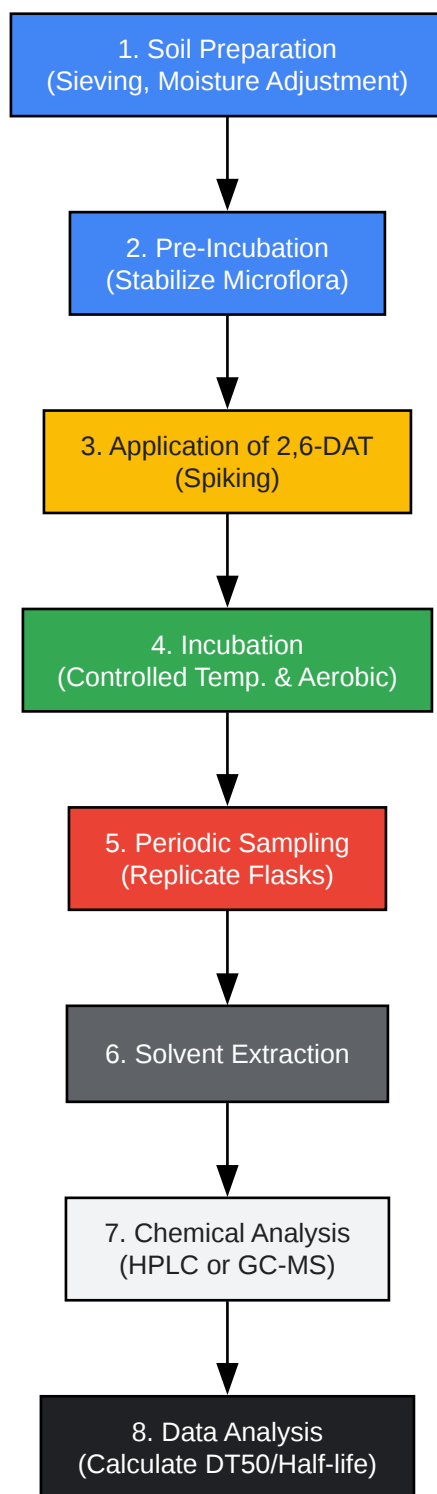 1. Soil Preparation
(Sieving, Moisture Adjustment)
2. Pre-Incubation
(Stabilize Microflora)
3. Application of 2,6-DAT
(Spiking)
4. Incubation
(Controlled Temp. & Aerobic)
5. Periodic Sampling
(Replicate Flasks)
6. Solvent Extraction
7. Chemical Analysis
(HPLC or GC-MS)
8. Data Analysis
(Calculate DT50/Half-life)